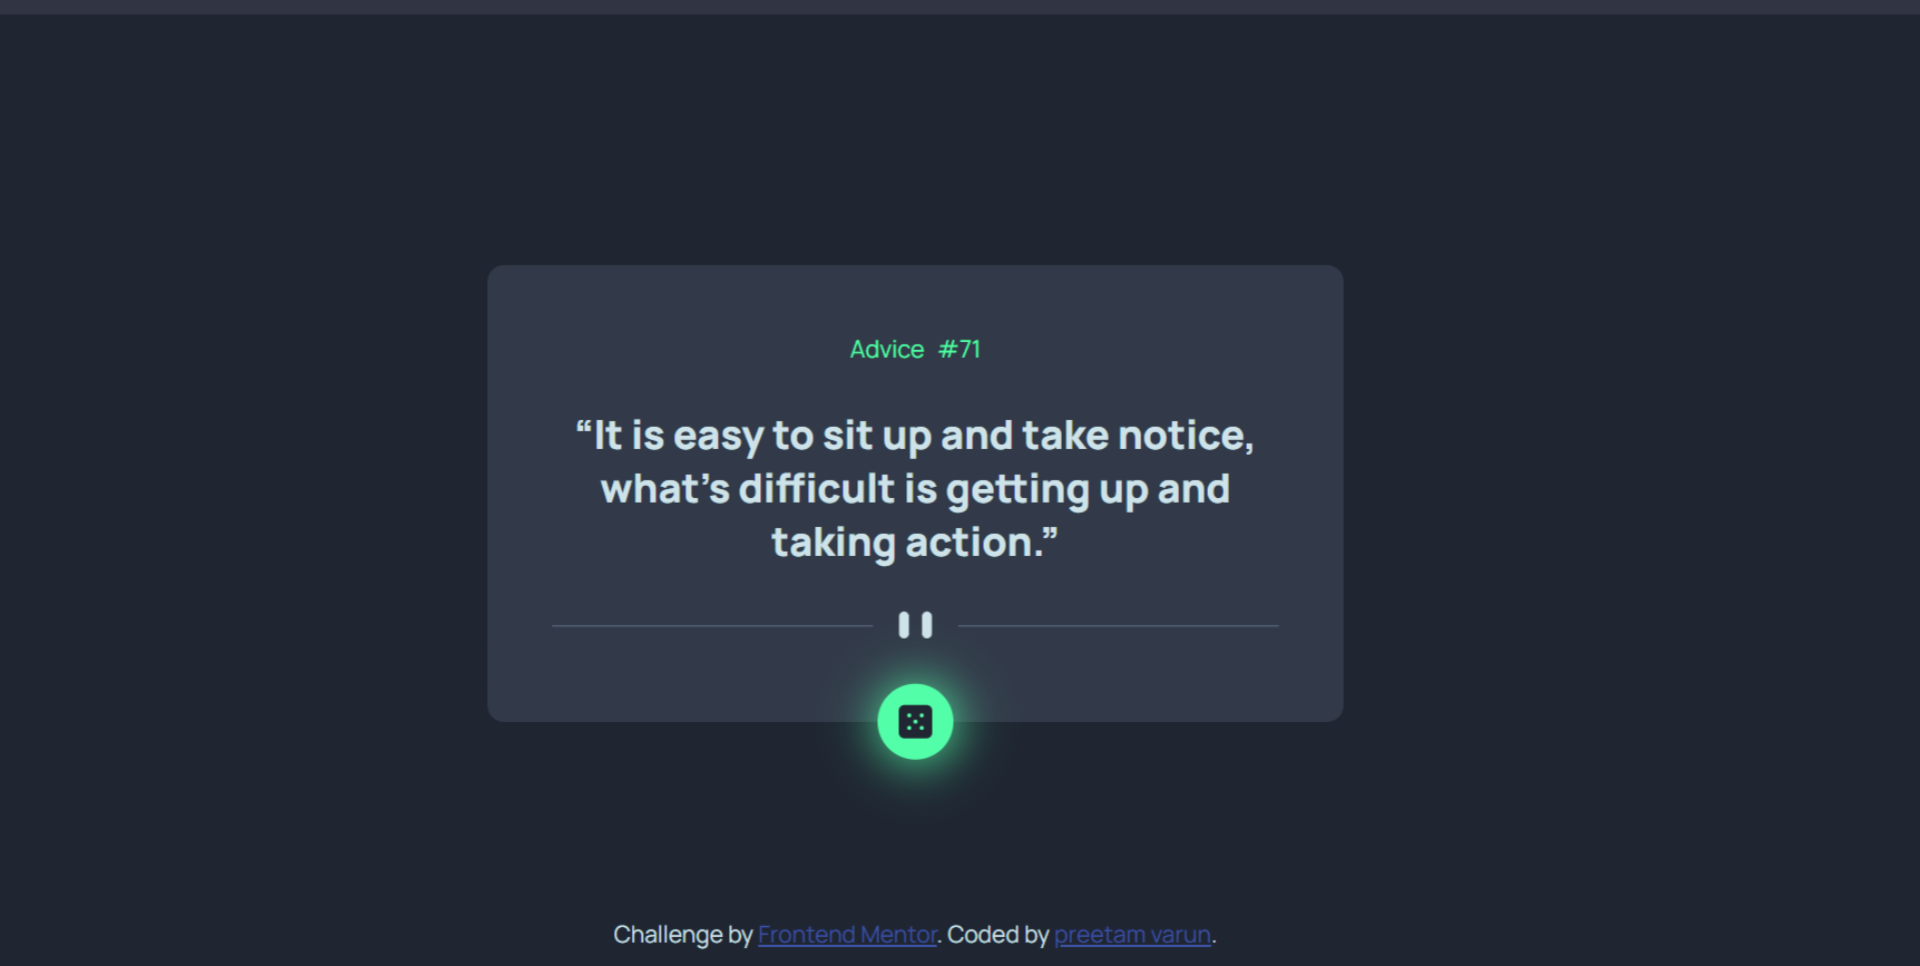 Advice #71
“It is easy to sit up and take notice,
what’s difficult is getting up and
taking action.”
Challenge by Frontend Mentor. Coded by preetam varun.